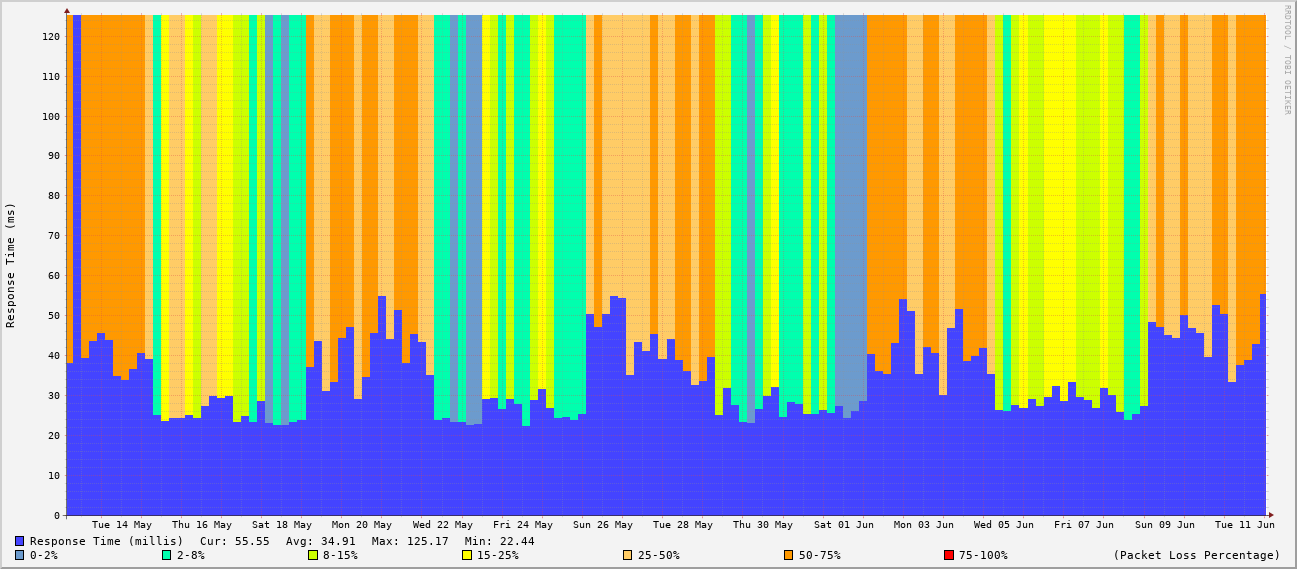 RRDTOOL / TOBI OETIKER
Response Time (ms)
120
110
100
90
80
70
60
50
40
30
20
10
0
Tue 14 May Thu 16 May Sat 18 May Mon 20 May Wed 22 May Fri 24 May Sun 26 May Tue 28 May Thu 30 May Sat 01 Jun Mon 03 Jun Wed 05 Jun Fri 07 Jun Sun 09 Jun Tue 11 Jun
Response Time (millis) Cur: 55.55 Avg: 34.91 Max: 125.17 Min: 22.44
0-2% 2-8% 8-15% 15-25% 25-50% 50-75% 75-100% (Packet Loss Percentage)